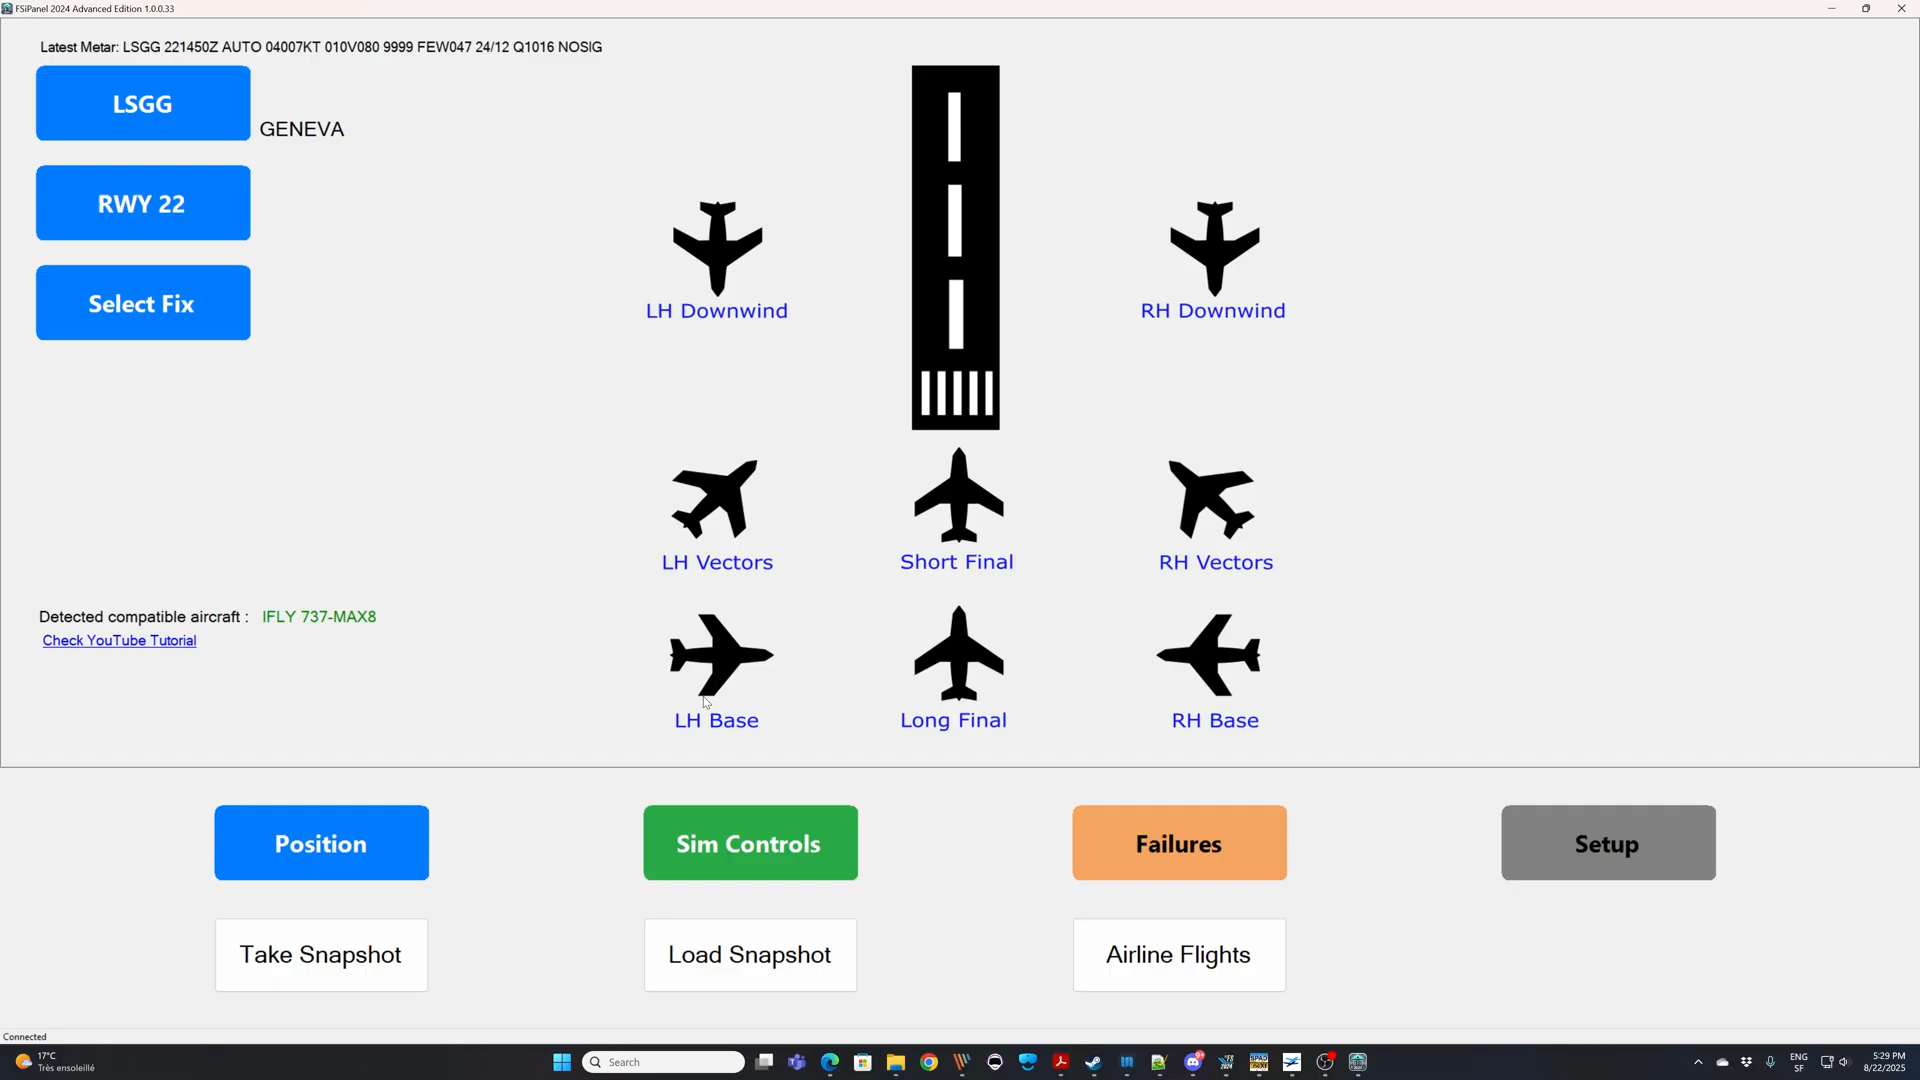 FSiPanel 2024 Advanced Edition 1.0.0.33
Latest Metar: LSGG 221450Z AUTO 04007KT 010V080 9999 FEW047 24/12 Q1016 NOSIG
LSGG
GENEVA
RWY 22
Select Fix
LH Downwind
RH Downwind
LH Vectors
Short Final
RH Vectors
Detected compatible aircraft : IFLY 737-MAX8
Check YouTube Tutorial
LH Base
Long Final
RH Base
Position
Sim Controls
Failures
Setup
Take Snapshot
Load Snapshot
Airline Flights
Connected
17°C
Très ensoleillé
Search
ENG
SF
5:29 PM
8/22/2025